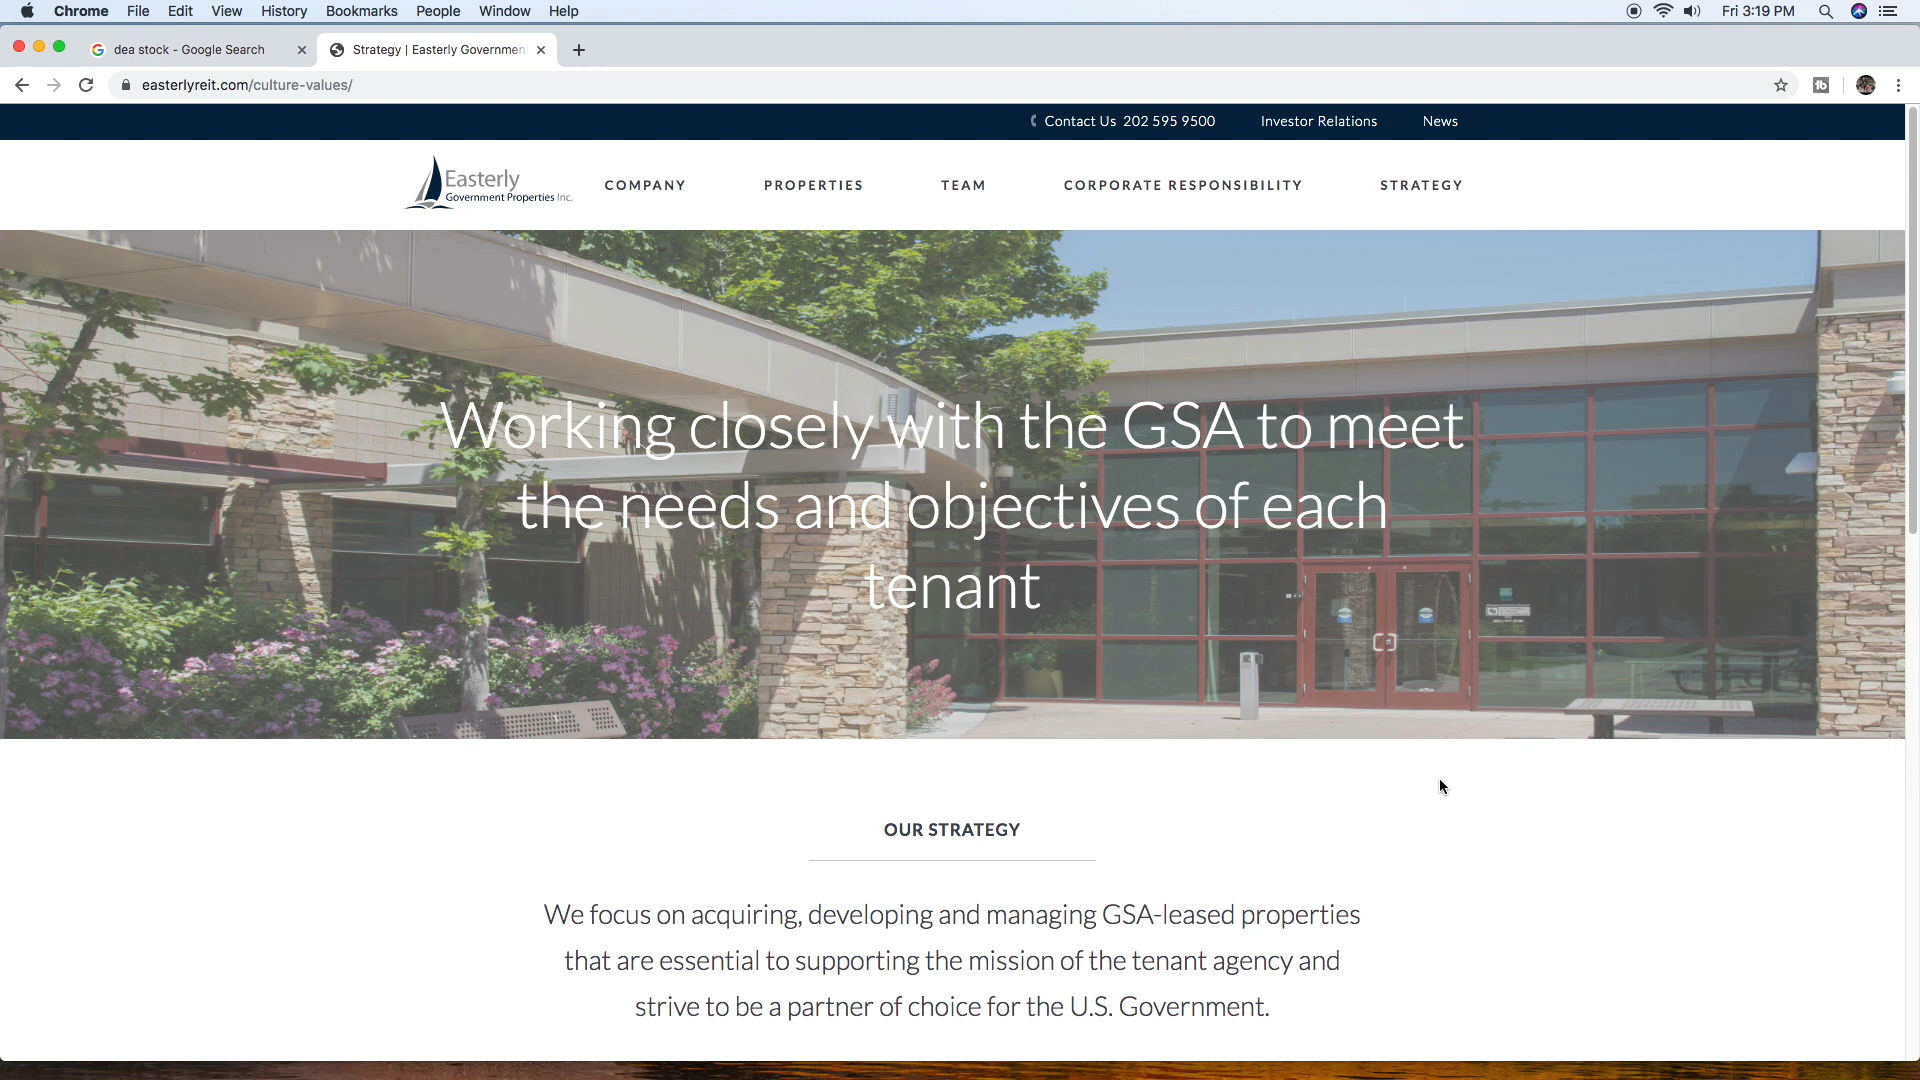 Chrome File Edit View History Bookmarks People Window Help Fri 3:19 PM
dea stock - Google Search Strategy | Easterly Governmen
easterlyreit.com/culture-values/
Contact Us 202 595 9500 Investor Relations News
Easterly
Government Properties Inc.
COMPANY PROPERTIES TEAM CORPORATE RESPONSIBILITY STRATEGY
Working closely with the GSA to meet
the needs and objectives of each
tenant
OUR STRATEGY
We focus on acquiring, developing and managing GSA-leased properties
that are essential to supporting the mission of the tenant agency and
strive to be a partner of choice for the U.S. Government.